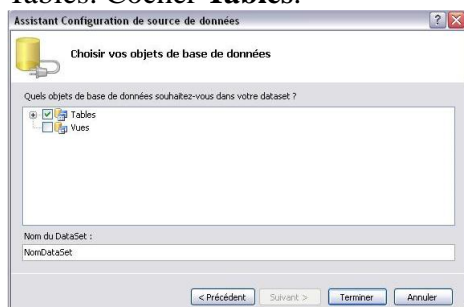 Tables. Cocher Tables.
Assistant Configuration de source de données
Choisir vos objets de base de données
Quels objets de base de données souhaitez-vous dans votre dataset ?
Tables
Vues
Nom du DataSet :
NomDataSet
< Précédent
Suivant >
Terminer
Annuler